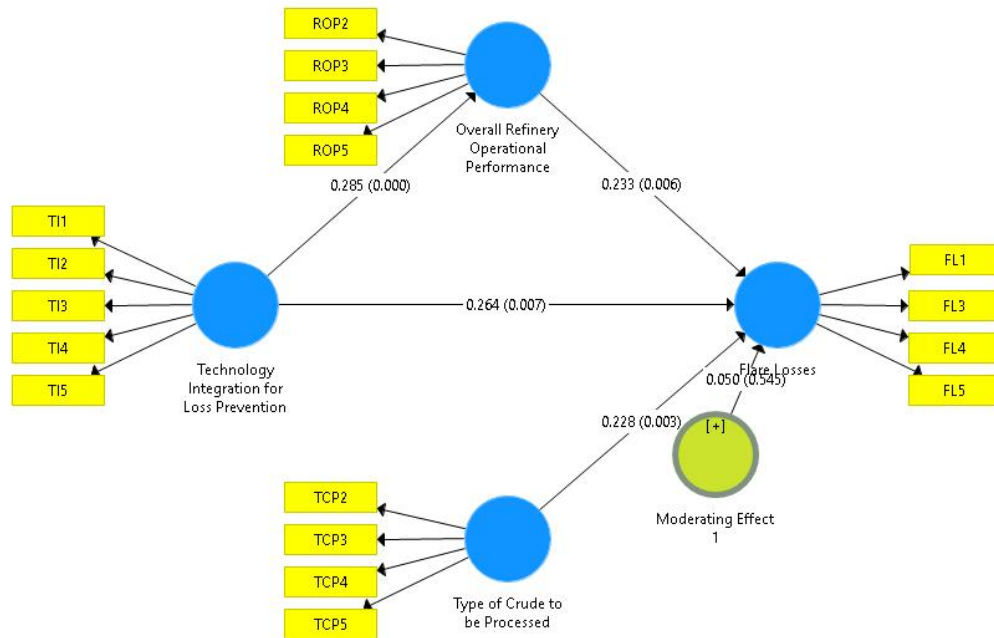 ROP2
ROP3
ROP4
ROP5
Overall Refinery
Operational
Performance
0.285 (0.000)
0.233 (0.006)
TI1
TI2
TI3
TI4
TI5
Technology
Integration for
Loss Prevention
0.264 (0.007)
FL1
FL3
FL4
FL5
Flare Losses
0.050 (0.545)
0.228 (0.003)
[+]
Moderating Effect
1
TCP2
TCP3
TCP4
TCP5
Type of Crude to
be Processed